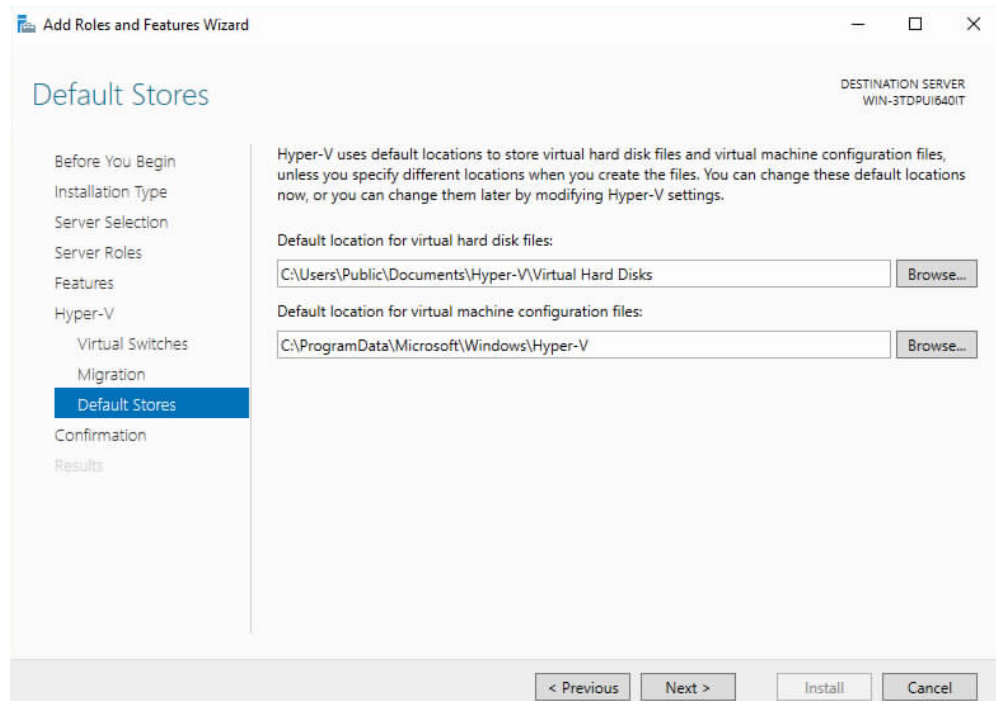 Add Roles and Features Wizard
Default Stores
DESTINATION SERVER
WIN-3TDPUI640IT
Before You Begin
Installation Type
Server Selection
Server Roles
Features
Hyper-V
Virtual Switches
Migration
Default Stores
Confirmation
Results
Hyper-V uses default locations to store virtual hard disk files and virtual machine configuration files,
unless you specify different locations when you create the files. You can change these default locations
now, or you can change them later by modifying Hyper-V settings.
Default location for virtual hard disk files:
C:\Users\Public\Documents\Hyper-V\Virtual Hard Disks
Browse...
Default location for virtual machine configuration files:
C:\ProgramData\Microsoft\Windows\Hyper-V
Browse...
< Previous
Next >
Install
Cancel